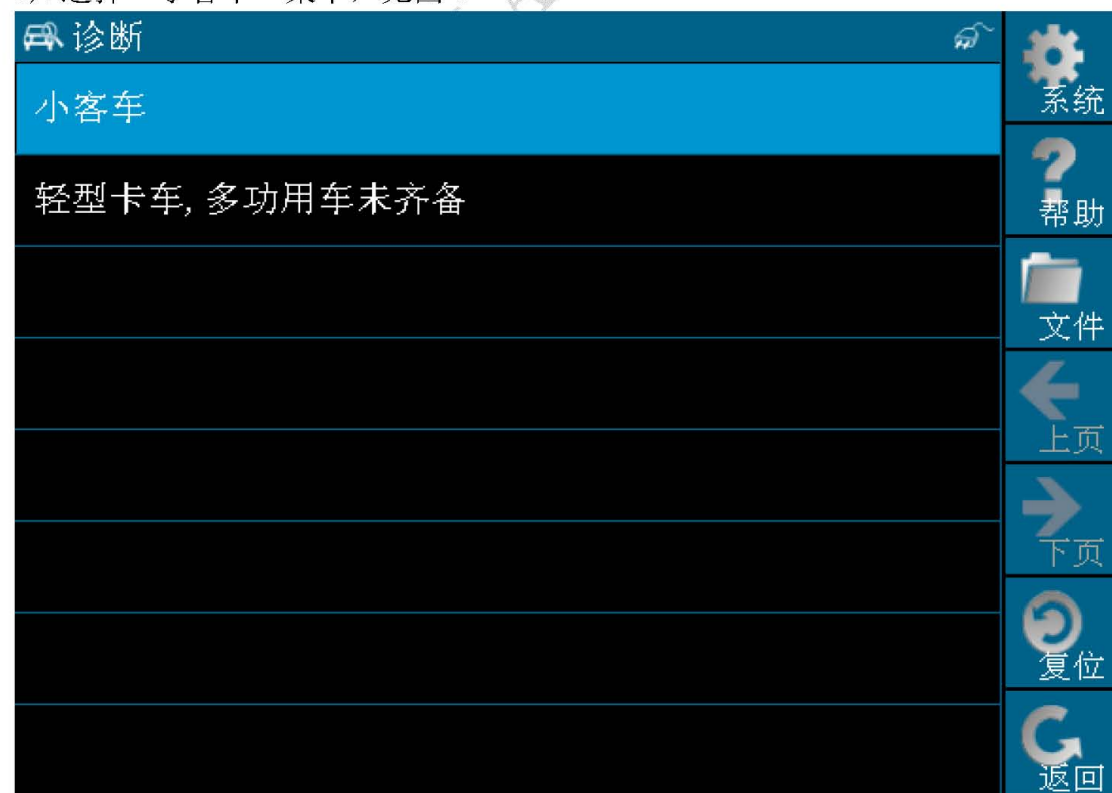 诊断
小客车
轻型卡车, 多功用车未齐备
系统
帮助
文件
上页
下页
复位
返回